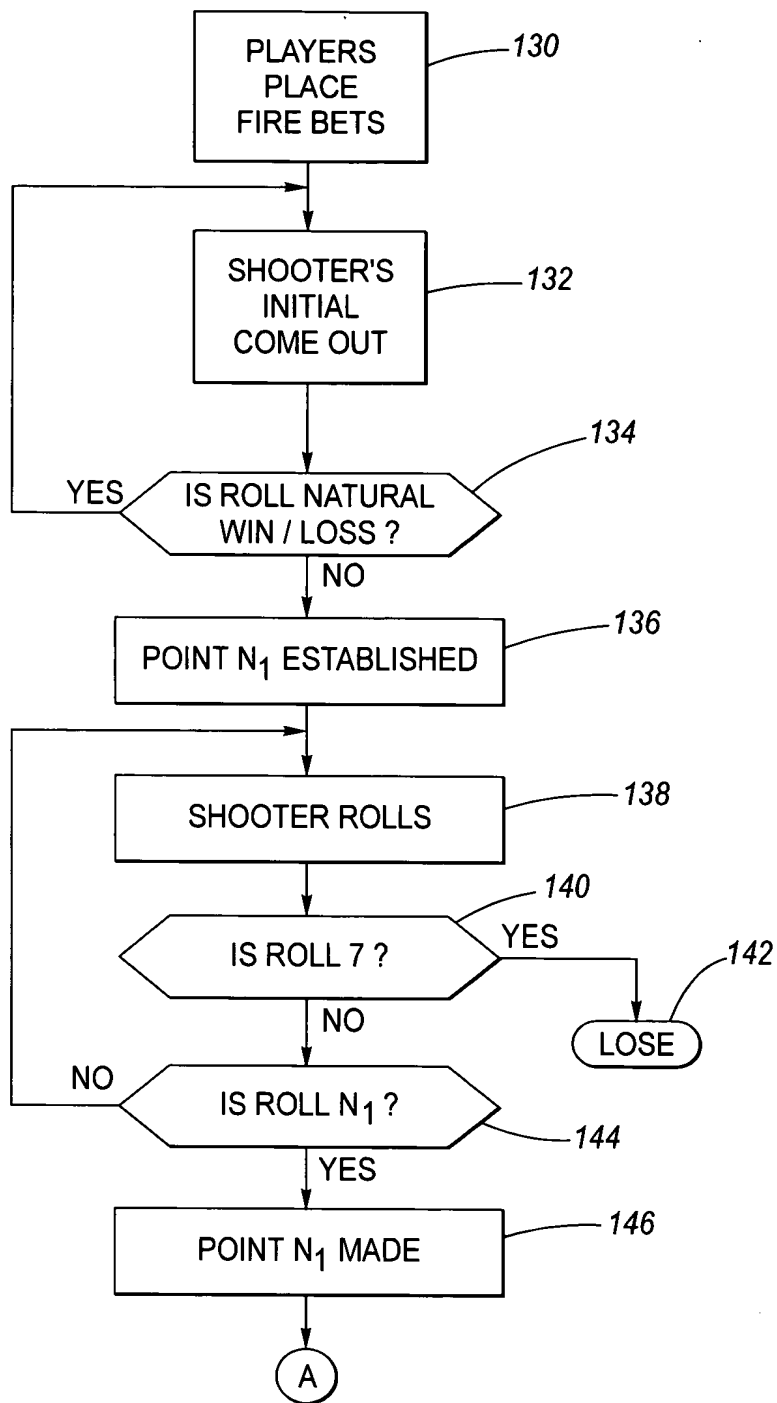 PLAYERS
PLACE
FIRE BETS
130
SHOOTER'S
INITIAL
COME OUT
132
134
YES
IS ROLL NATURAL
WIN / LOSS ?
NO
136
POINT N1 ESTABLISHED
SHOOTER ROLLS
138
140
IS ROLL 7 ?
YES
142
LOSE
NO
NO
IS ROLL N1 ?
144
YES
146
POINT N1 MADE
A